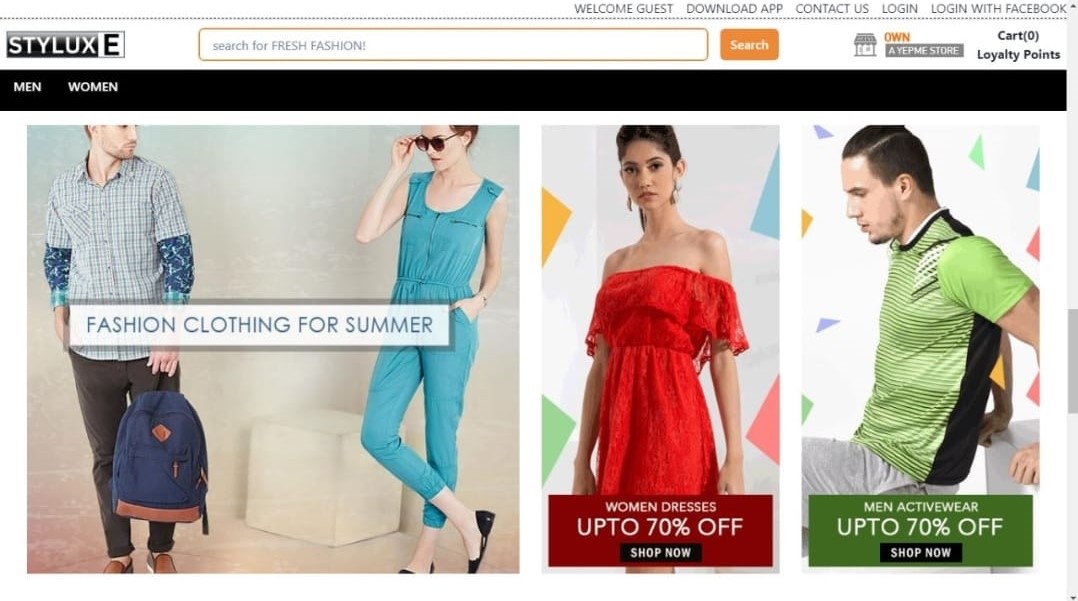 WELCOME GUEST DOWNLOAD APP CONTACT US LOGIN LOGIN WITH FACEBOOK
STYLUXE
search for FRESH FASHION!
Search
OWN
A YEPME STORE
Cart(0)
Loyalty Points
MEN WOMEN
FASHION CLOTHING FOR SUMMER
WOMEN DRESSES
UPTO 70% OFF
SHOP NOW
MEN ACTIVEWEAR
UPTO 70% OFF
SHOP NOW